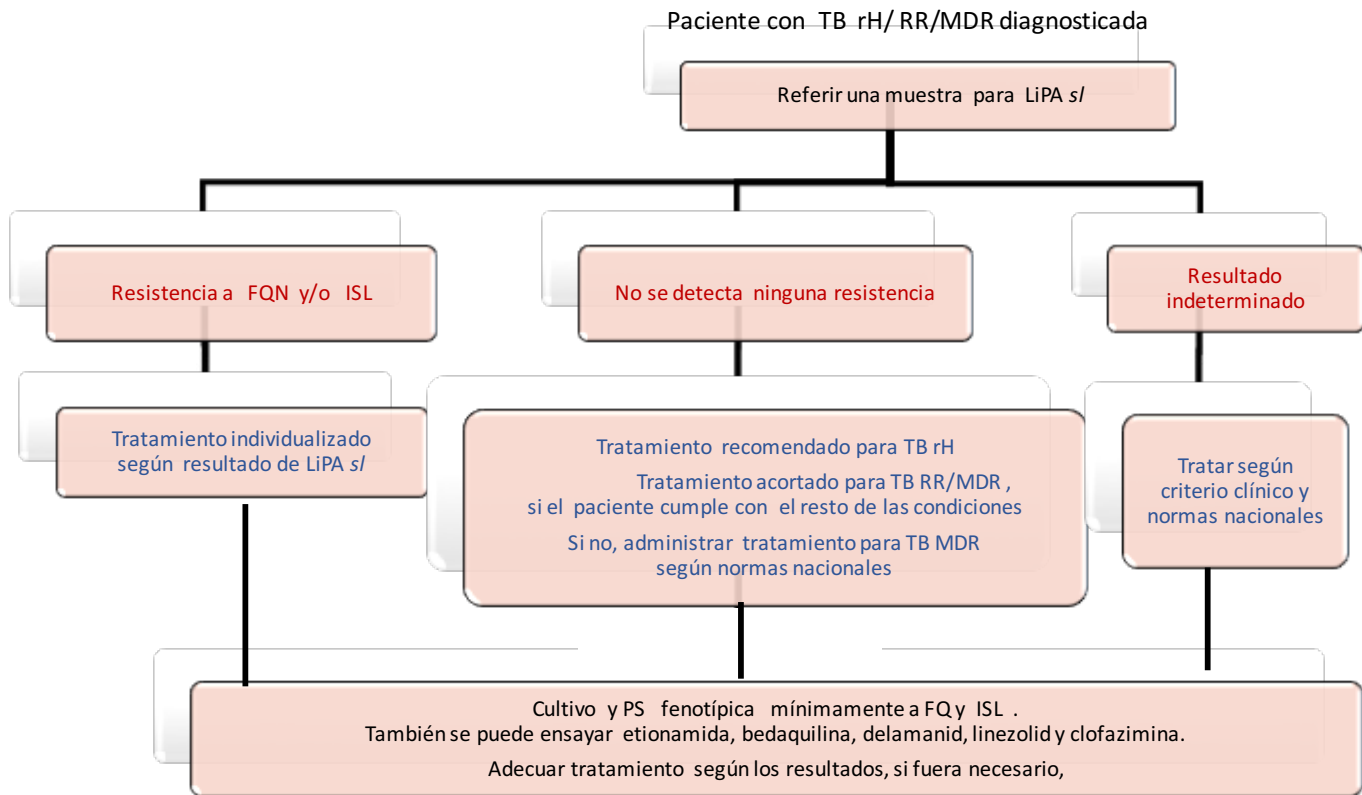 Paciente con TB rH/ RR/MDR diagnosticada
Referir una muestra para LiPA sl
Resistencia a FQN y/o ISL
No se detecta ninguna resistencia
Resultado
indeterminado
Tratamiento individualizado
según resultado de LiPA sl
Tratamiento recomendado para TB rH
Tratamiento acortado para TB RR/MDR ,
si el paciente cumple con el resto de las condiciones
Si no, administrar tratamiento para TB MDR
según normas nacionales
Tratar según
criterio clínico y
normas nacionales
Cultivo y PS fenotípica mínimamente a FQ y ISL .
También se puede ensayar etionamida, bedaquilina, delamanid, linezolid y clofazimina.
Adecuar tratamiento según los resultados, si fuera necesario,